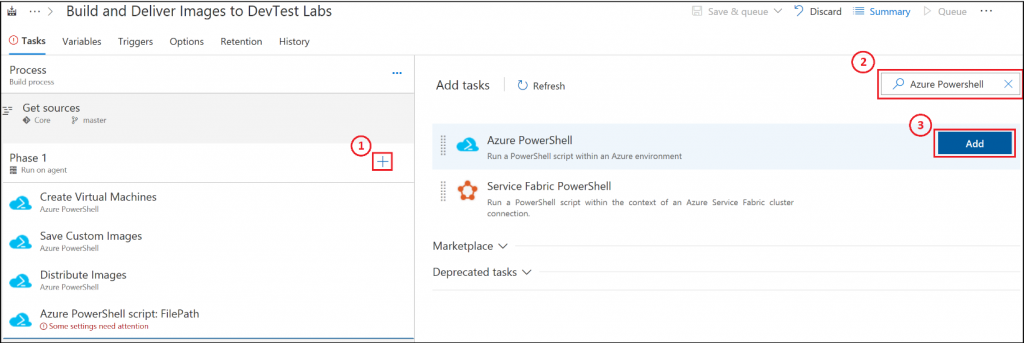 ... Build and Deliver Images to DevTest Labs
Save & queue
Discard
Summary
Queue
...
Tasks
Variables
Triggers
Options
Retention
History
Process
Build process
...
Get sources
Core
master
Phase 1
Run on agent
1
Create Virtual Machines
Azure PowerShell
Save Custom Images
Azure PowerShell
Distribute Images
Azure PowerShell
Azure PowerShell script: FilePath
Some settings need attention
Add tasks
Refresh
2
Azure Powershell
3
Azure PowerShell
Run a PowerShell script within an Azure environment
Add
Service Fabric PowerShell
Run a PowerShell script within the context of an Azure Service Fabric cluster
connection.
Marketplace
Deprecated tasks